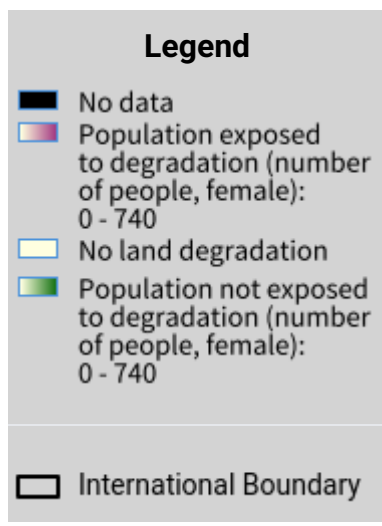 Legend
No data
Population exposed
to degradation (number
of people, female):
0 - 740
No land degradation
Population not exposed
to degradation (number
of people, female):
0 - 740
International Boundary